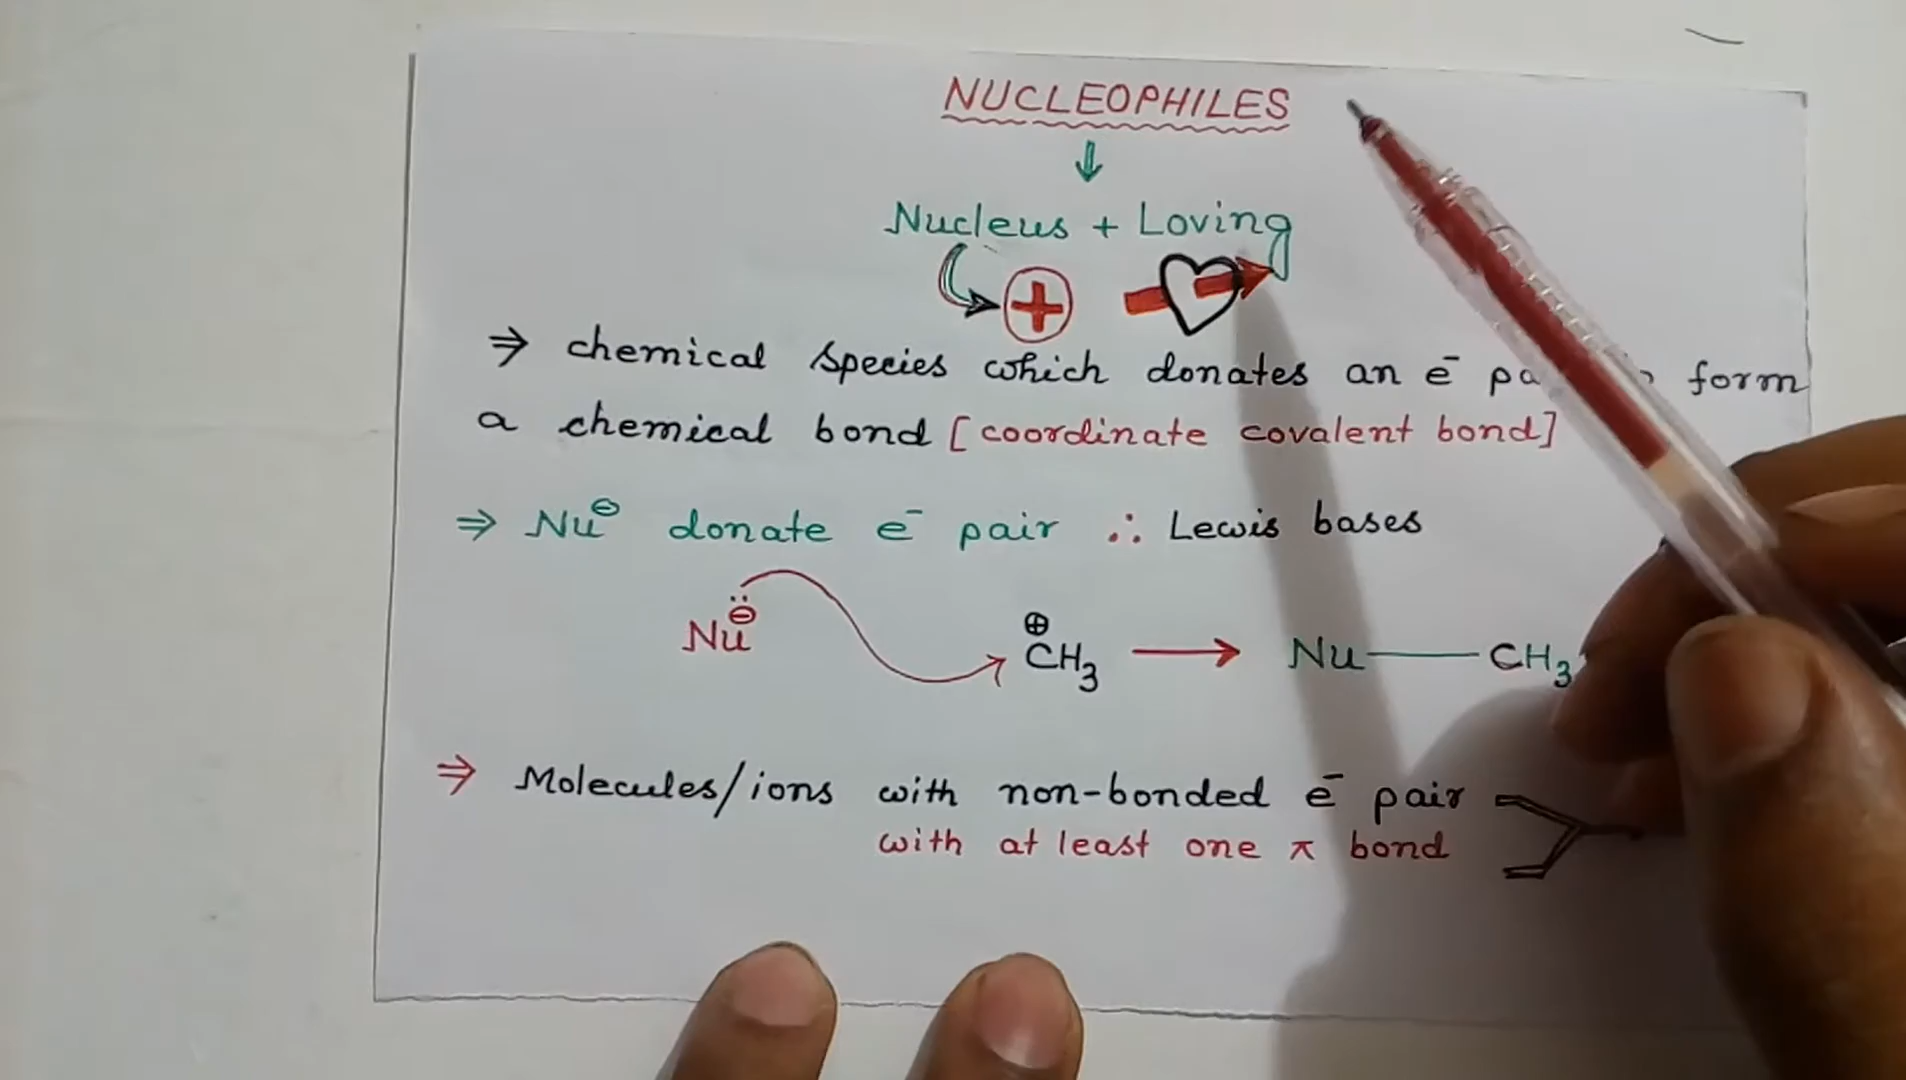 NUCLEOPHILES
↓
Nucleus + Loving
+
⇒ chemical species which donates an e⁻ form
a chemical bond [coordinate covalent bond]
⇒ Nu⊖ donate e⁻ pair ∴ Lewis bases
Nu⊖ ⊕CH₃ → Nu — CH₃
⇒ Molecules/ions with non-bonded e⁻ pair
with at least one π bond